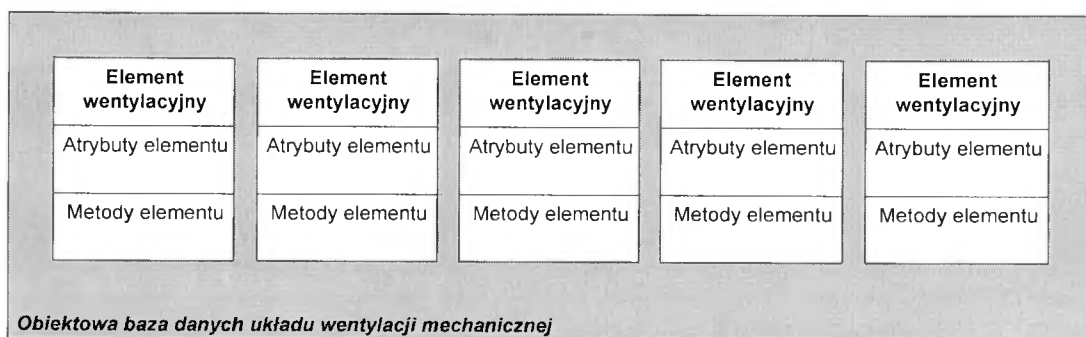 Element wentylacyjny
Atrybuty elementu
Metody elementu
Element wentylacyjny
Atrybuty elementu
Metody elementu
Element wentylacyjny
Atrybuty elementu
Metody elementu
Element wentylacyjny
Atrybuty elementu
Metody elementu
Element wentylacyjny
Atrybuty elementu
Metody elementu
Obiektowa baza danych układu wentylacji mechanicznej